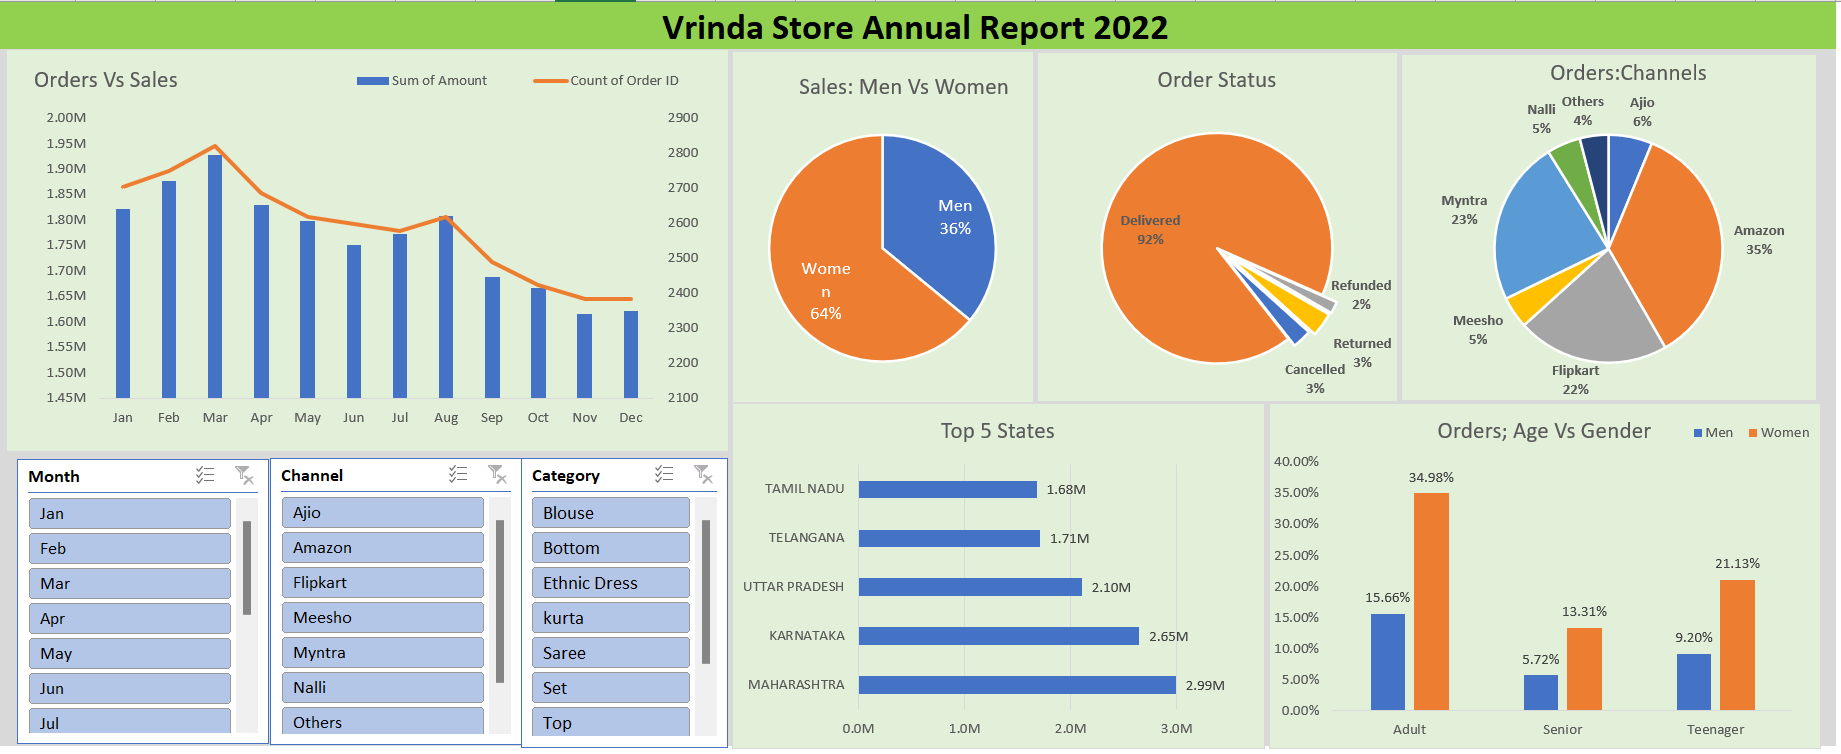 Vrinda Store Annual Report 2022
Orders Vs Sales
Sum of Amount
Count of Order ID
2.00M
1.95M
1.90M
1.85M
1.80M
1.75M
1.70M
1.65M
1.60M
1.55M
1.50M
1.45M
2900
2800
2700
2600
2500
2400
2300
2200
2100
Jan Feb Mar Apr May Jun Jul Aug Sep Oct Nov Dec
Sales: Men Vs Women
Men
36%
Wome
n
64%
Order Status
Delivered
92%
Refunded
2%
Returned
3%
Cancelled
3%
Orders:Channels
Others
4%
Ajio
6%
Nalli
5%
Myntra
23%
Amazon
35%
Meesho
5%
Flipkart
22%
Month
Jan
Feb
Mar
Apr
May
Jun
Jul
Channel
Ajio
Amazon
Flipkart
Meesho
Myntra
Nalli
Others
Category
Blouse
Bottom
Ethnic Dress
kurta
Saree
Set
Top
Top 5 States
TAMIL NADU 1.68M
TELANGANA 1.71M
UTTAR PRADESH 2.10M
KARNATAKA 2.65M
MAHARASHTRA 2.99M
0.0M 1.0M 2.0M 3.0M
Orders; Age Vs Gender
Men Women
40.00%
35.00%
30.00%
25.00%
20.00%
15.00%
10.00%
5.00%
0.00%
15.66% 34.98%
5.72% 13.31%
9.20% 21.13%
Adult Senior Teenager